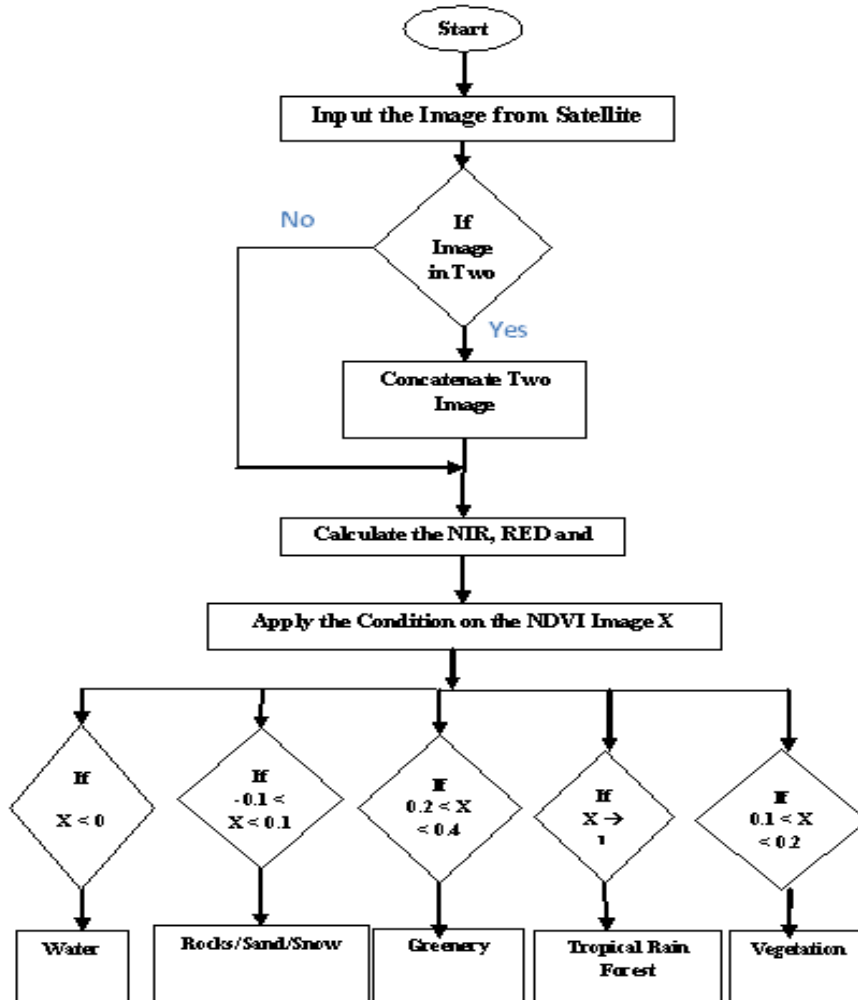 Start
Input the Image from Satellite
If
Image
in Two
No
Yes
Concatenate Two
Image
Calculate the NIR, RED and
Apply the Condition on the NDVI Image X
If
X < 0
If
-0.1 <
X < 0.1
If
0.2 < X
< 0.4
If
X →
If
0.1 < X
< 0.2
Water
Rocks/Sand/Snow
Greenery
Tropical Rain
Forest
Vegetation